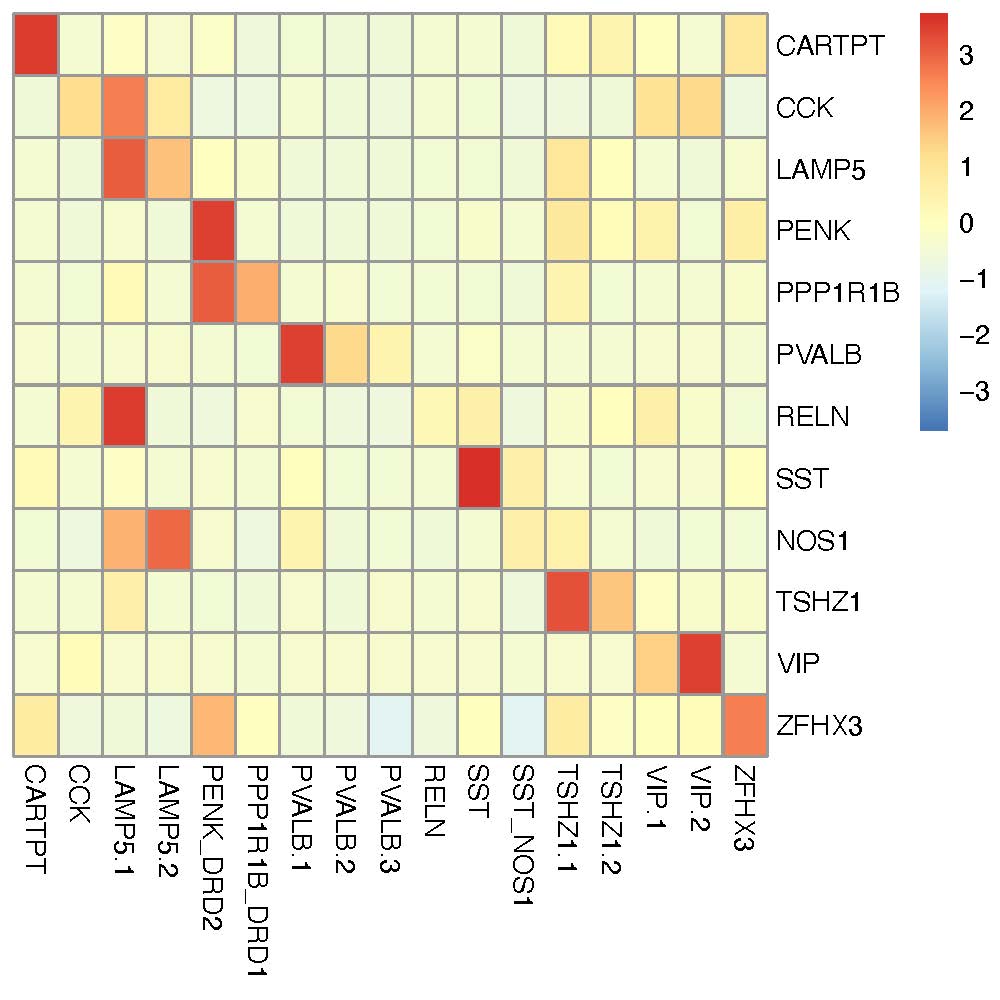 CARTPT
CCK
LAMP5
PENK
PPP1R1B
PVALB
RELN
SST
NOS1
TSHZ1
VIP
ZFHX3
3
2
1
0
−1
−2
−3
CARTPT
CCK
LAMP5.1
LAMP5.2
PENK_DRD2
PPP1R1B_DRD1
PVALB.1
PVALB.2
PVALB.3
RELN
SST
SST_NOS1
TSHZ1.1
TSHZ1.2
VIP.1
VIP.2
ZFHX3